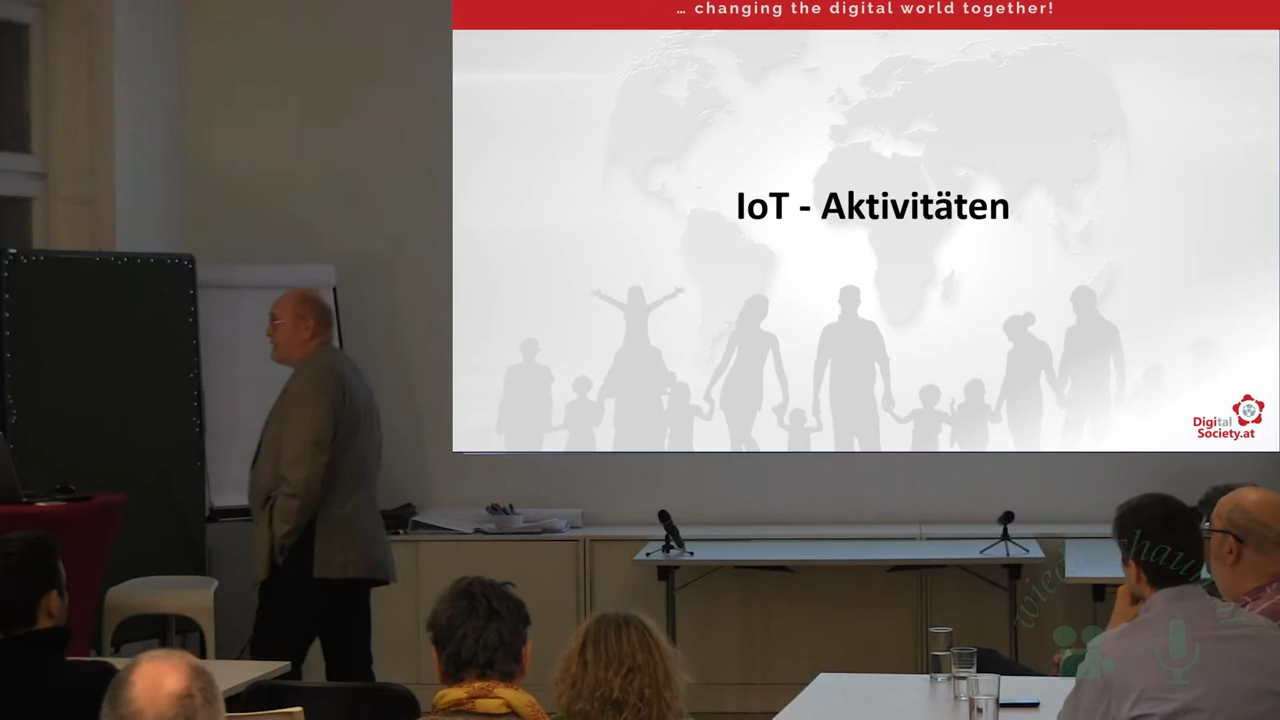 … changing the digital world together!
IoT - Aktivitäten
Digital
Society.at